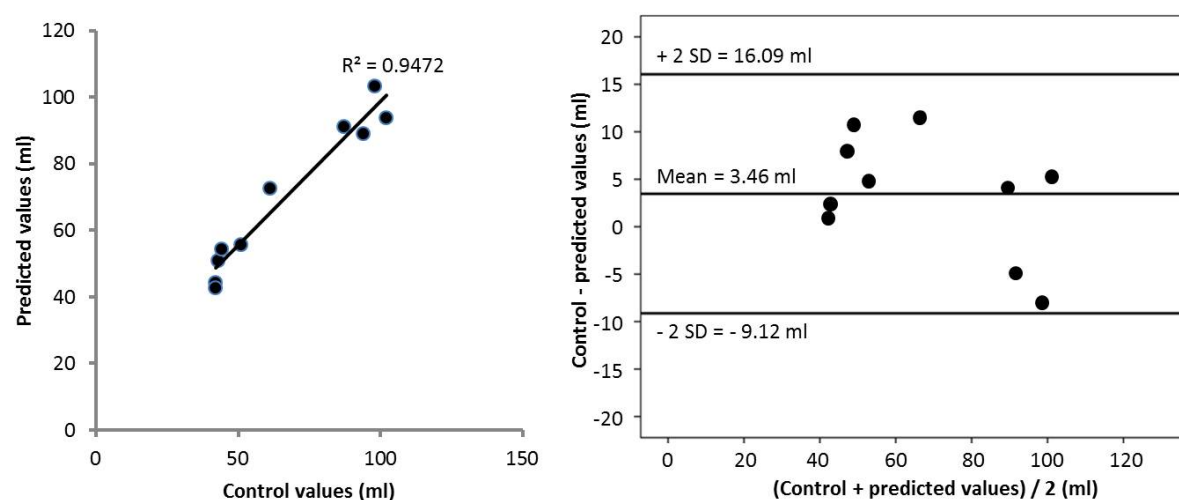 120
100
80
60
40
20
0
0 50 100 150
Predicted values (ml)
Control values (ml)
R² = 0.9472
20
15
10
5
0
-5
-10
-15
-20
0 20 40 60 80 100 120
Control - predicted values (ml)
(Control + predicted values) / 2 (ml)
+ 2 SD = 16.09 ml
Mean = 3.46 ml
- 2 SD = - 9.12 ml